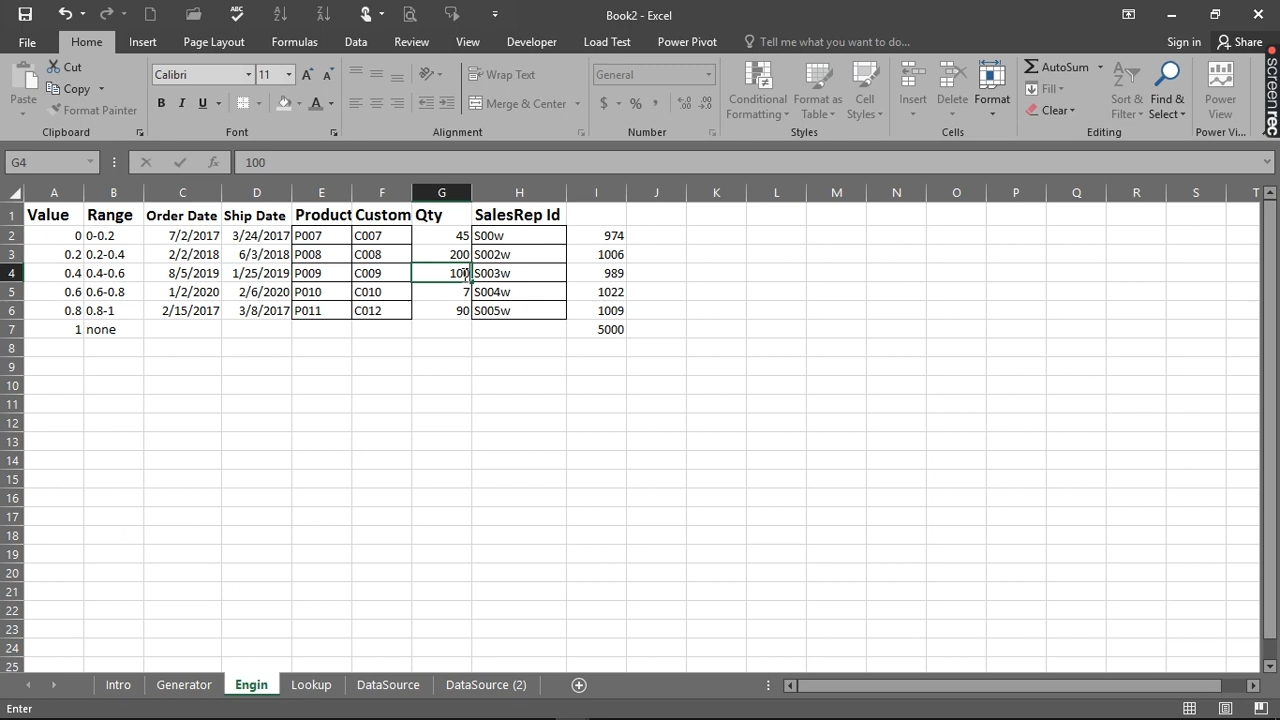 Book2 - Excel
File Home Insert Page Layout Formulas Data Review View Developer Load Test Power Pivot Tell me what you want to do... Sign in Share
Paste Cut Calibri 11 Wrap Text General Conditional Formatting Format as Table Cell Styles Insert Delete Format AutoSum Sort & Filter Find & Select Power View
Copy Fill
Format Painter B I U A Merge & Center $ % , Clear
Clipboard Font Alignment Number Styles Cells Editing Power Vi...
screenrec
G4 fx 100
A B C D E F G H I J K L M N O P Q R S T
1 Value Range Order Date Ship Date Product Custom Qty SalesRep Id
2 0 0-0.2 7/2/2017 3/24/2017 P007 C007 45 S00w 974
3 0.2 0.2-0.4 2/2/2018 6/3/2018 P008 C008 200 S002w 1006
4 0.4 0.4-0.6 8/5/2019 1/25/2019 P009 C009 100 S003w 989
5 0.6 0.6-0.8 1/2/2020 2/6/2020 P010 C010 7 S004w 1022
6 0.8 0.8-1 2/15/2017 3/8/2017 P011 C012 90 S005w 1009
7 1 none 5000
8
9
10
11
12
13
14
15
16
17
18
19
20
21
22
23
24
25
Intro Generator Engin Lookup DataSource DataSource (2)
Enter